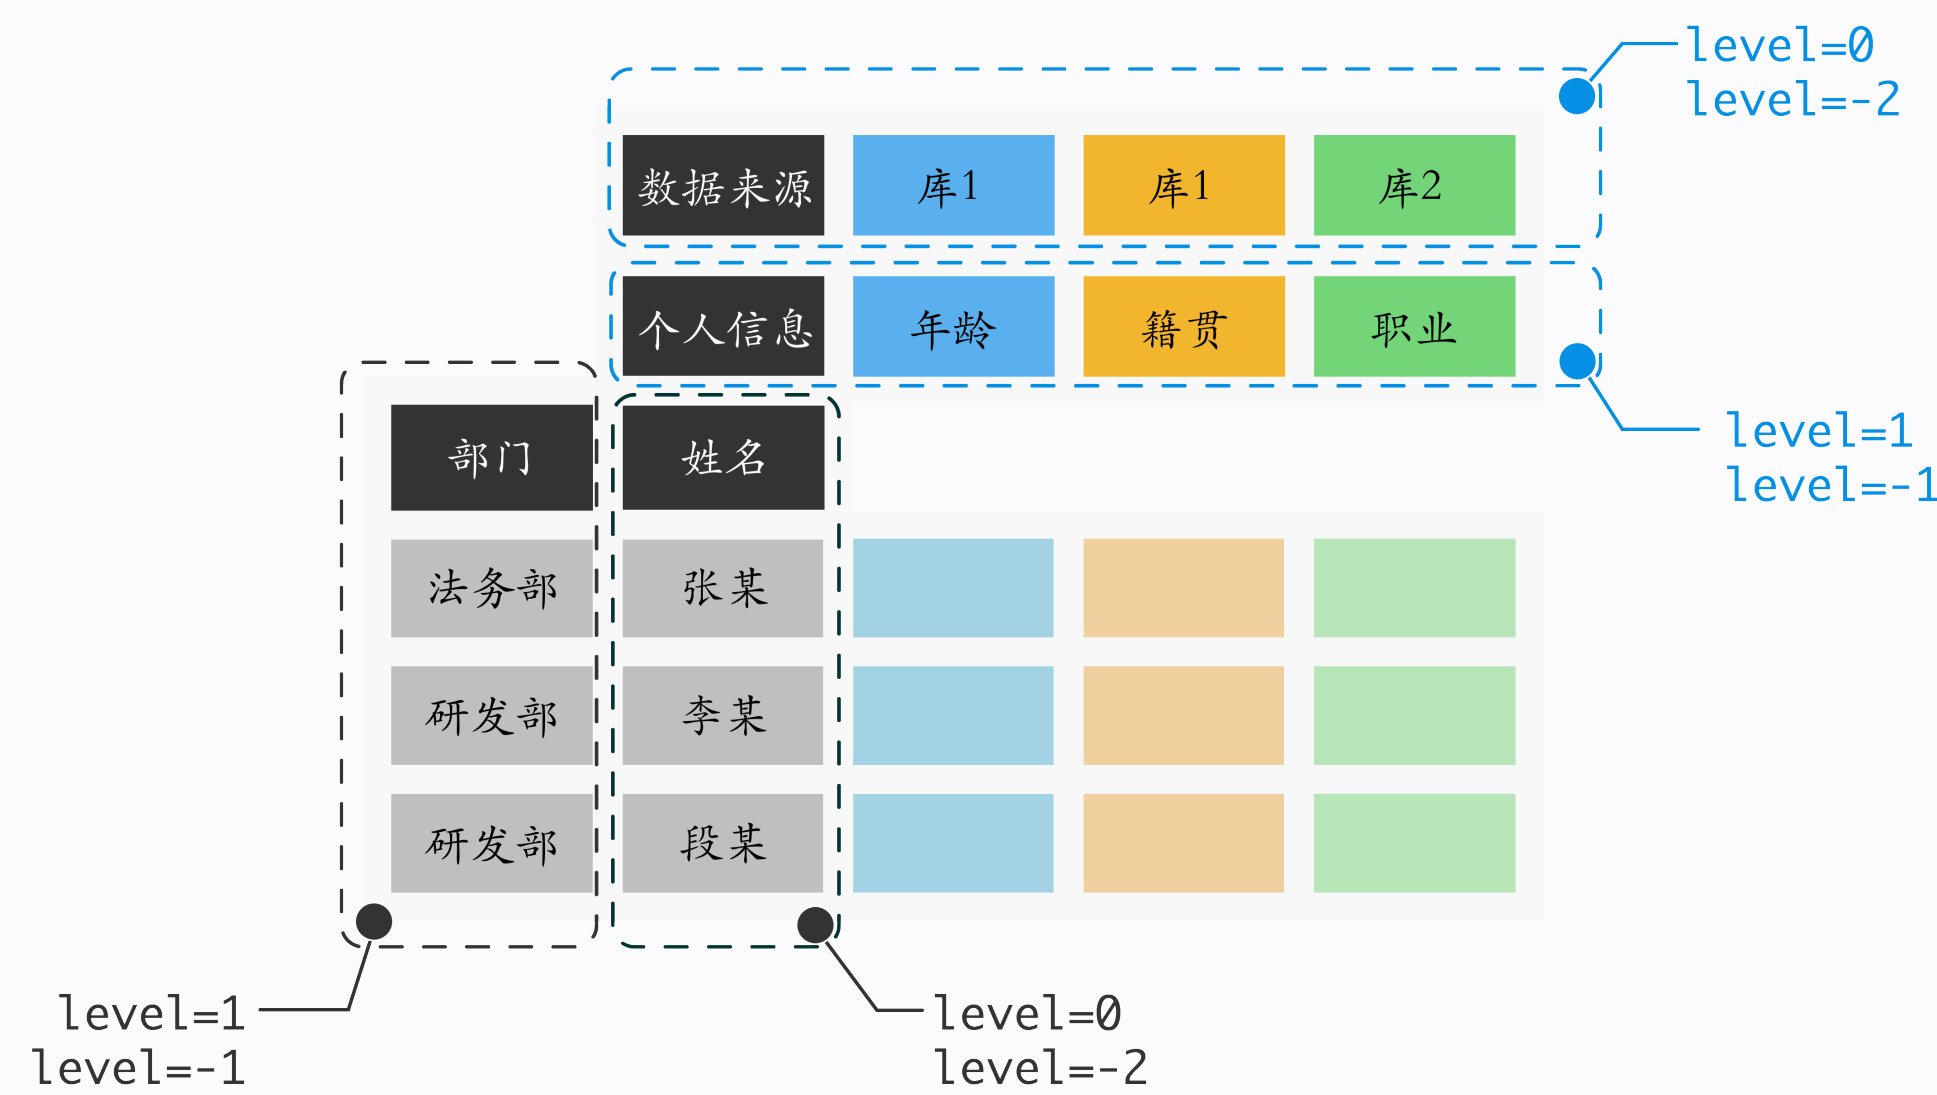 level=0
level=-2
数据来源 库1 库1 库2
个人信息 年龄 籍贯 职业
level=1
level=-1
部门 姓名
法务部 张某
研发部 李某
研发部 段某
level=1
level=-1
level=0
level=-2